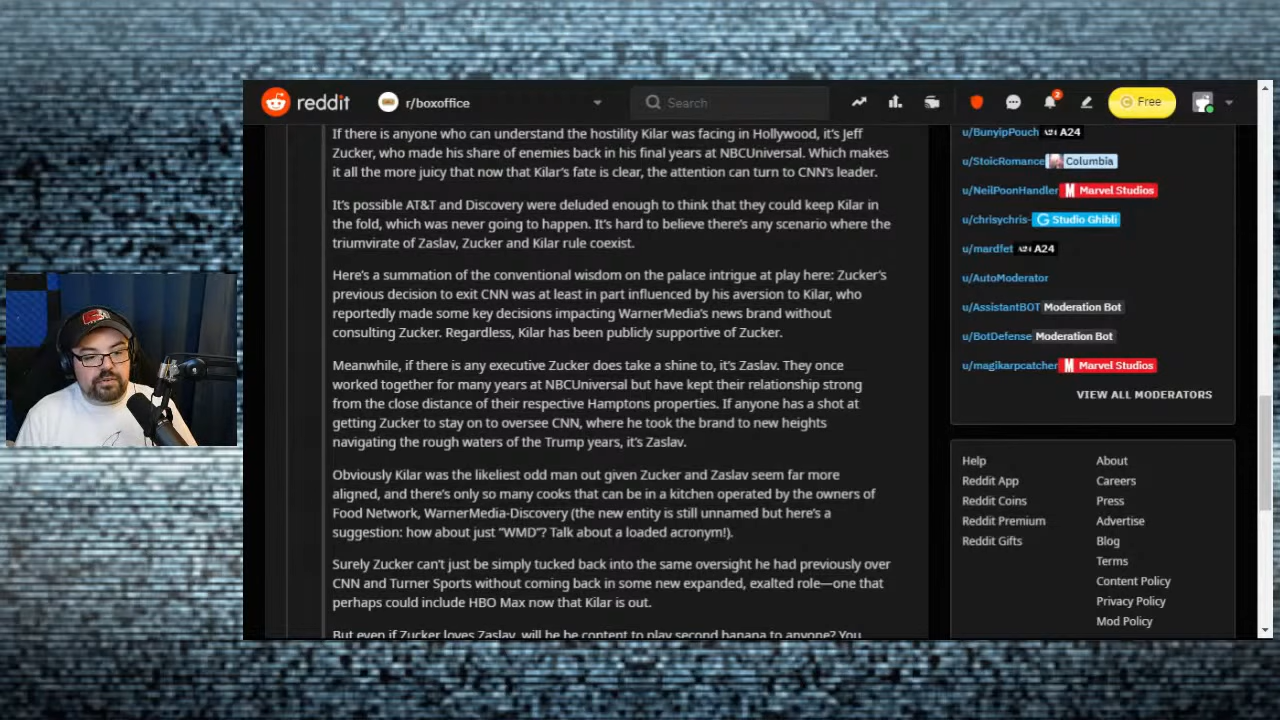 reddit
r/boxoffice
Search
2
Free
If there is anyone who can understand the hostility Kilar was facing in Hollywood, it's Jeff
Zucker, who made his share of enemies back in his final years at NBCUniversal. Which makes
it all the more juicy that now that Kilar's fate is clear, the attention can turn to CNN's leader.
It's possible AT&T and Discovery were deluded enough to think that they could keep Kilar in
the fold, which was never going to happen. It's hard to believe there's any scenario where the
triumvirate of Zaslav, Zucker and Kilar rule coexist.
Here's a summation of the conventional wisdom on the palace intrigue at play here: Zucker's
previous decision to exit CNN was at least in part influenced by his aversion to Kilar, who
reportedly made some key decisions impacting WarnerMedia's news brand without
consulting Zucker. Regardless, Kilar has been publicly supportive of Zucker.
Meanwhile, if there is any executive Zucker does take a shine to, it's Zaslav. They once
worked together for many years at NBCUniversal but have kept their relationship strong
from the close distance of their respective Hamptons properties. If anyone has a shot at
getting Zucker to stay on to oversee CNN, where he took the brand to new heights
navigating the rough waters of the Trump years, it's Zaslav.
Obviously Kilar was the likeliest odd man out given Zucker and Zaslav seem far more
aligned, and there's only so many cooks that can be in a kitchen operated by the owners of
Food Network, WarnerMedia-Discovery (the new entity is still unnamed but here's a
suggestion: how about just "WMD"? Talk about a loaded acronym!).
Surely Zucker can't just be simply tucked back into the same oversight he had previously over
CNN and Turner Sports without coming back in some new expanded, exalted role—one that
perhaps could include HBO Max now that Kilar is out.
But even if Zucker loves Zaslav, will he be content to play second banana to anyone? You
u/BunyipPouch A24
u/StoicRomance Columbia
u/NeilPoonHandler Marvel Studios
u/chrisychris- Studio Ghibli
u/mardfet A24
u/AutoModerator
u/AssistantBOT Moderation Bot
u/BotDefense Moderation Bot
u/magikarpcatcher Marvel Studios
VIEW ALL MODERATORS
Help
About
Reddit App
Careers
Reddit Coins
Press
Reddit Premium
Advertise
Reddit Gifts
Blog
Terms
Content Policy
Privacy Policy
Mod Policy